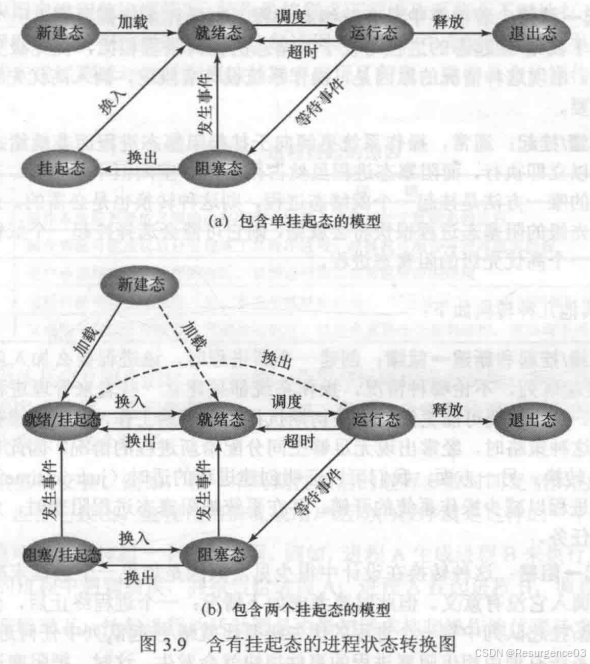 新建态 加载 就绪态 调度 运行态 释放 退出态
超时
换入 发生事件 等待事件
挂起态 换出 阻塞态
(a) 包含单挂起态的模型
新建态
加载 加载
换出
就绪/挂起态 换入 就绪态 调度 运行态 释放 退出态
换出 超时
发生事件 发生事件 等待事件
阻塞/挂起态 换入 阻塞态
换出
(b) 包含两个挂起态的模型
图 3.9 含有挂起态的进程状态转换图
CSDN @Resurgence03